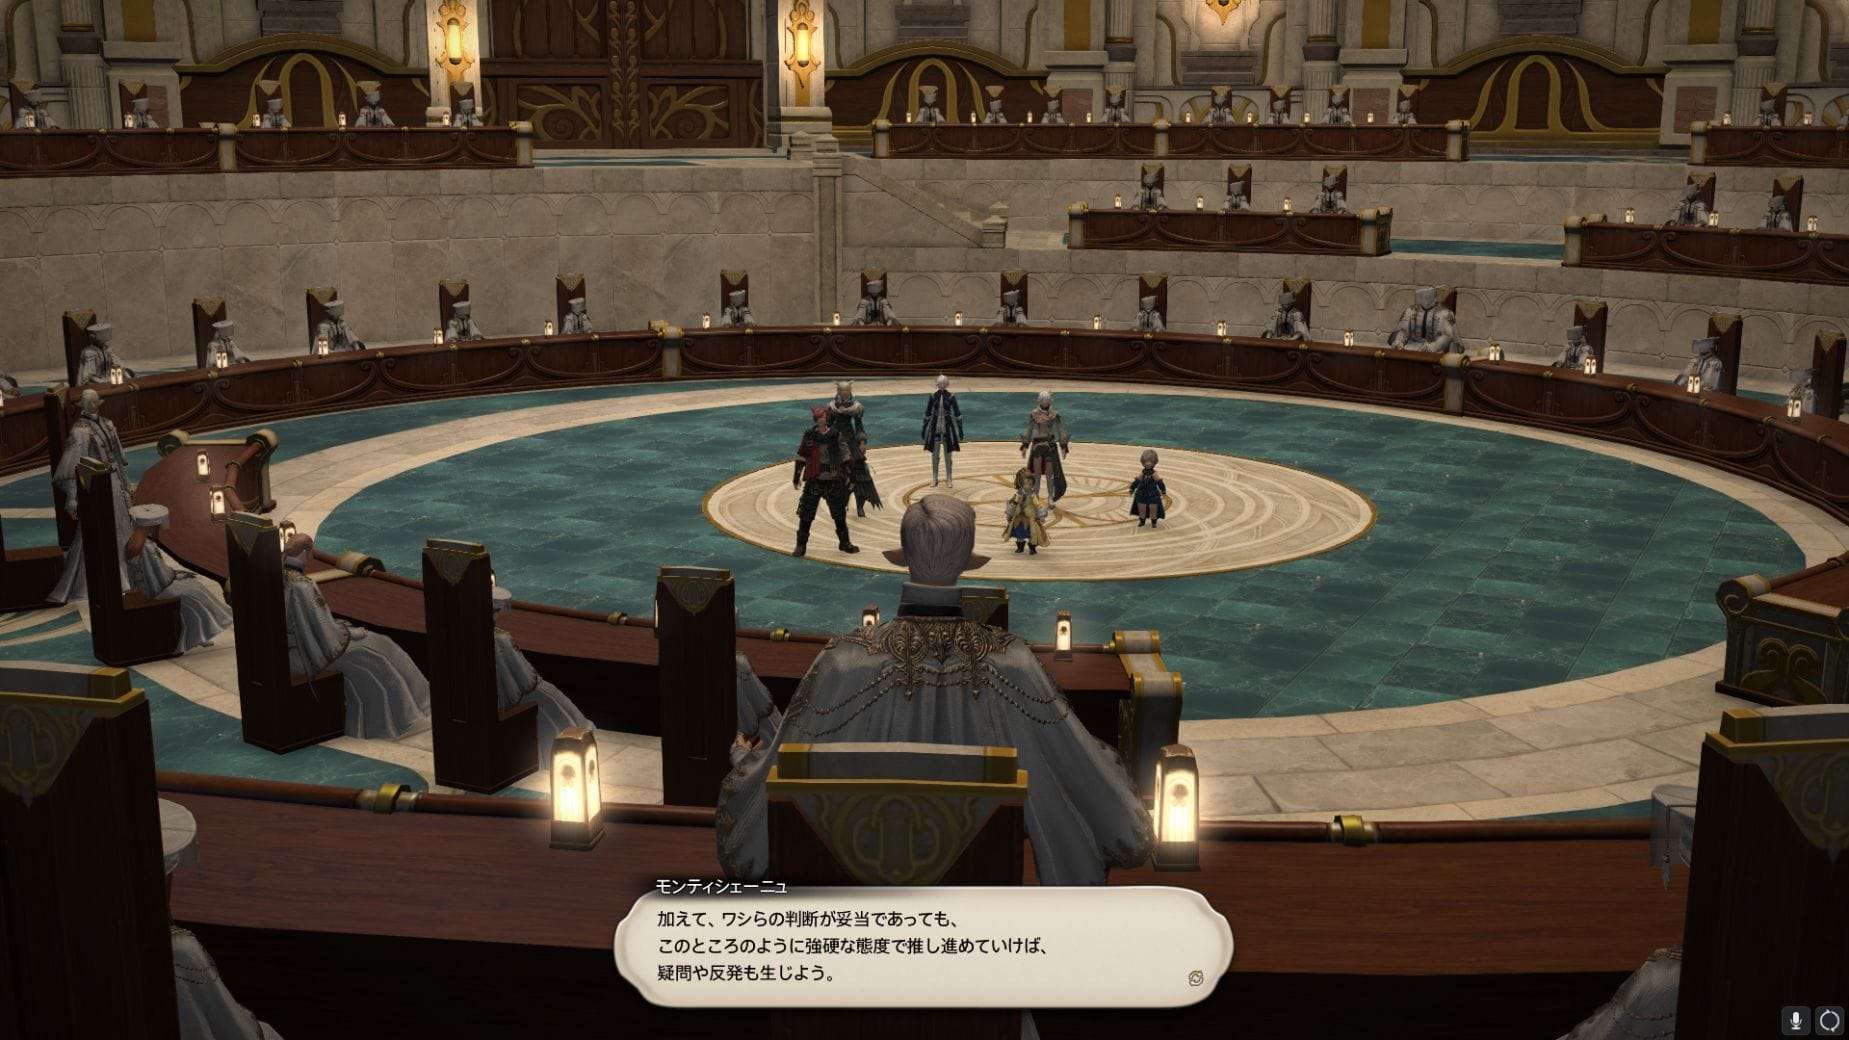 モンティシェーニュ
加えて、ワシらの判断が妥当であっても、
このところのように強硬な態度で推し進めていけば、
疑問や反発も生じよう。